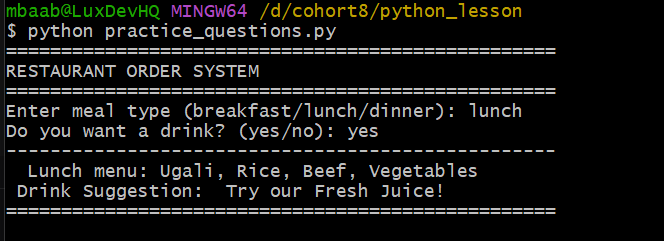 mbaab@LuxDevHQ MINGW64 /d/cohort8/python_lesson
$ python practice_questions.py
==================================================
RESTAURANT ORDER SYSTEM
==================================================
Enter meal type (breakfast/lunch/dinner): lunch
Do you want a drink? (yes/no): yes
--------------------------------------------------
  Lunch menu: Ugali, Rice, Beef, Vegetables
 Drink Suggestion:  Try our Fresh Juice!
==================================================